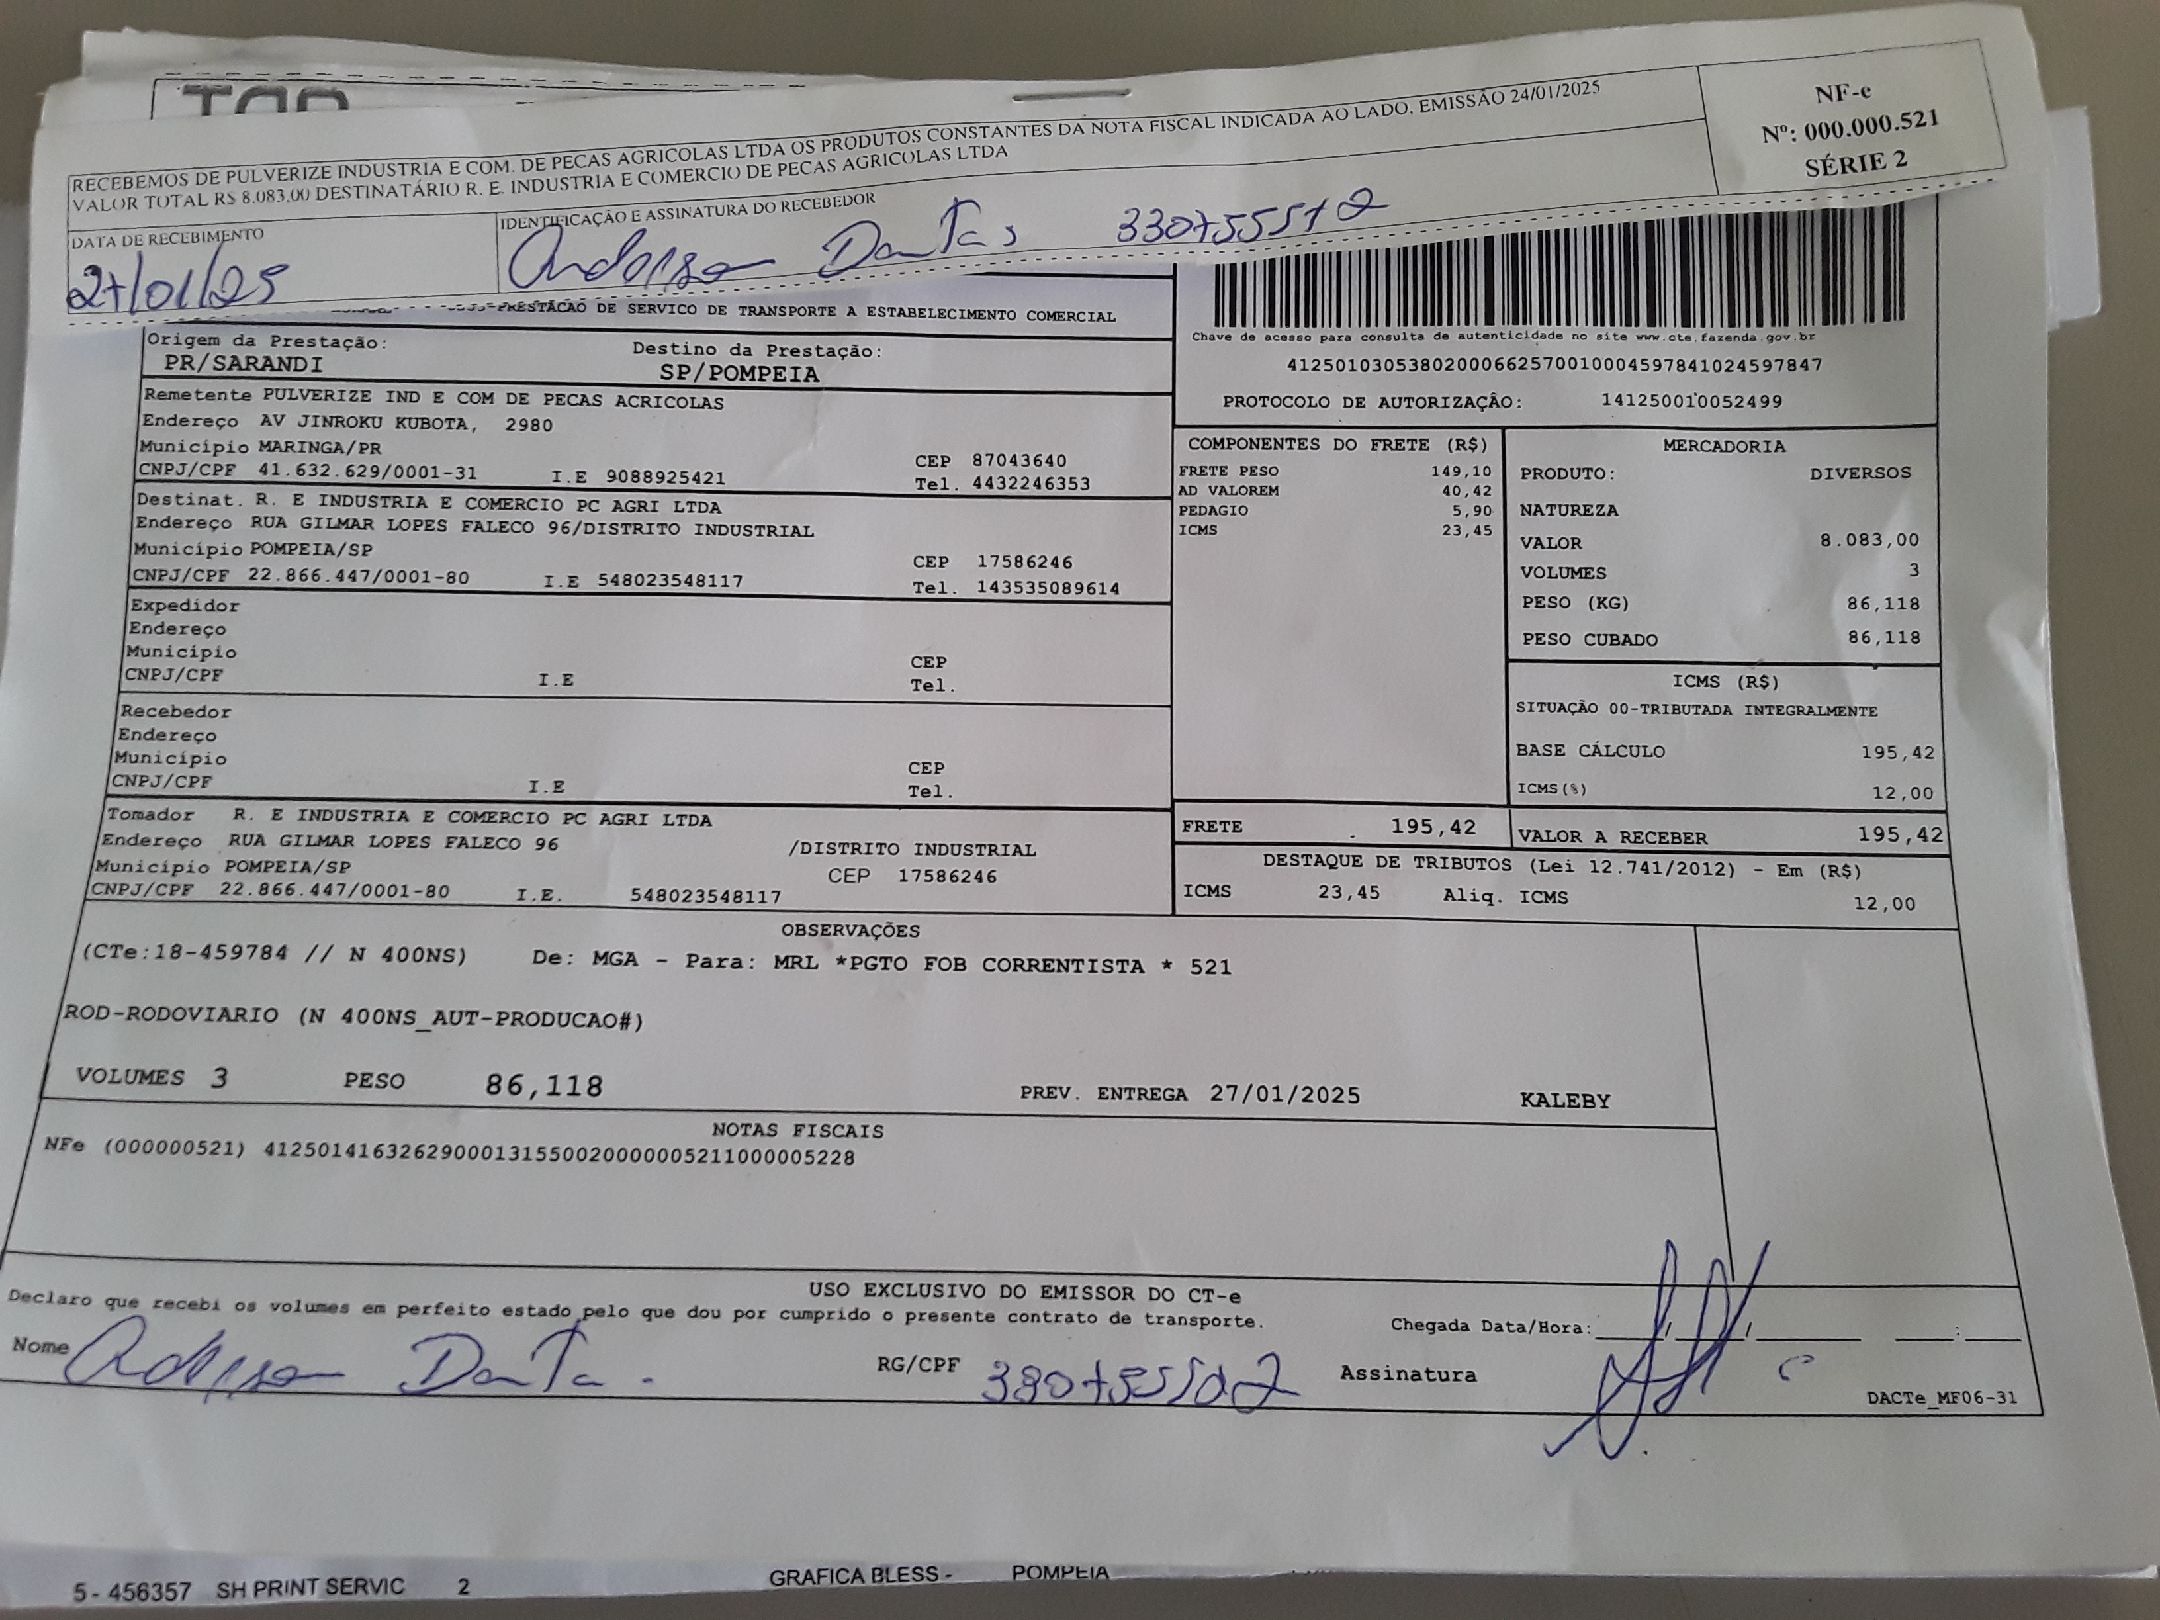 RECEBEMOS DE PULVERIZE INDUSTRIA E COM. DE PECAS AGRICOLAS LTDA OS PRODUTOS CONSTANTES DA NOTA FISCAL INDICADA AO LADO. EMISSÃO 24/01/2025
VALOR TOTAL R$ 8.083,00 DESTINATÁRIO R. E. INDUSTRIA E COMERCIO DE PECAS AGRICOLAS LTDA
NF-e
Nº: 000.000.521
SÉRIE 2
DATA DE RECEBIMENTO
27/01/25
IDENTIFICAÇÃO E ASSINATURA DO RECEBEDOR
Anderson Dantas
PRESTACAO DE SERVICO DE TRANSPORTE A ESTABELECIMENTO COMERCIAL
Origem da Prestação:
PR/SARANDI
Destino da Prestação:
SP/POMPEIA
Chave de acesso para consulta de autenticidade no site www.cte.fazenda.gov.br
41250103053802000662570010004597841024597847
PROTOCOLO DE AUTORIZAÇÃO: 141250010052499
Remetente PULVERIZE IND E COM DE PECAS ACRICOLAS
Endereço AV JINROKU KUBOTA, 2980
Município MARINGA/PR CEP 87043640
CNPJ/CPF 41.632.629/0001-31 I.E 9088925421 Tel. 4432246353
Destinat. R. E INDUSTRIA E COMERCIO PC AGRI LTDA
Endereço RUA GILMAR LOPES FALECO 96/DISTRITO INDUSTRIAL
Município POMPEIA/SP CEP 17586246
CNPJ/CPF 22.866.447/0001-80 I.E 548023548117 Tel. 143535089614
Expedidor
Endereço
Município CEP
CNPJ/CPF I.E Tel.
Recebedor
Endereço
Município CEP
CNPJ/CPF I.E Tel.
Tomador R. E INDUSTRIA E COMERCIO PC AGRI LTDA
Endereço RUA GILMAR LOPES FALECO 96 /DISTRITO INDUSTRIAL
Município POMPEIA/SP CEP 17586246
CNPJ/CPF 22.866.447/0001-80 I.E. 548023548117
COMPONENTES DO FRETE (R$)
FRETE PESO 149,10
AD VALOREM 40,42
PEDAGIO 5,90
ICMS 23,45
MERCADORIA
PRODUTO: DIVERSOS
NATUREZA
VALOR 8.083,00
VOLUMES 3
PESO (KG) 86,118
PESO CUBADO 86,118
ICMS (R$)
SITUAÇÃO 00-TRIBUTADA INTEGRALMENTE
BASE CÁLCULO 195,42
ICMS(%) 12,00
FRETE 195,42
VALOR A RECEBER 195,42
DESTAQUE DE TRIBUTOS (Lei 12.741/2012) - Em (R$)
ICMS 23,45 Aliq. ICMS 12,00
OBSERVAÇÕES
(CTe:18-459784 // N 400NS) De: MGA - Para: MRL *PGTO FOB CORRENTISTA * 521
ROD-RODOVIARIO (N 400NS_AUT-PRODUCAO#)
VOLUMES 3 PESO 86,118 PREV. ENTREGA 27/01/2025 KALEBY
NOTAS FISCAIS
NFe (000000521) 41250141632629000131550020000005211000005228
USO EXCLUSIVO DO EMISSOR DO CT-e
Declaro que recebi os volumes em perfeito estado pelo que dou por cumprido o presente contrato de transporte.
Chegada Data/Hora: / / :
Nome Anderson Danta. RG/CPF Assinatura
DACTe_MF06-31
5 - 456357 SH PRINT SERVIC 2 GRAFICA BLESS - POMPEIA